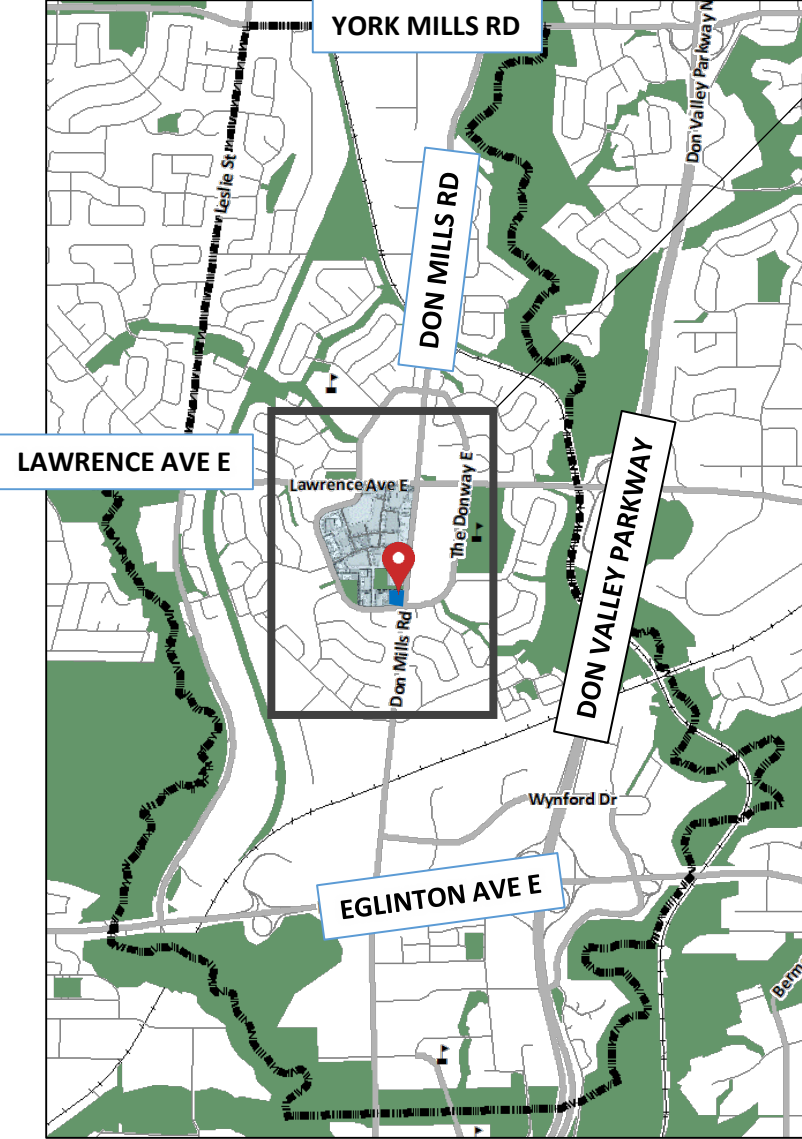 YORK MILLS RD
Don Valley Parkway N
Leslie St
DON MILLS RD
LAWRENCE AVE E
Lawrence Ave E
The Donway E
DON VALLEY PARKWAY
Don Mills Rd
Wynford Dr
EGLINTON AVE E